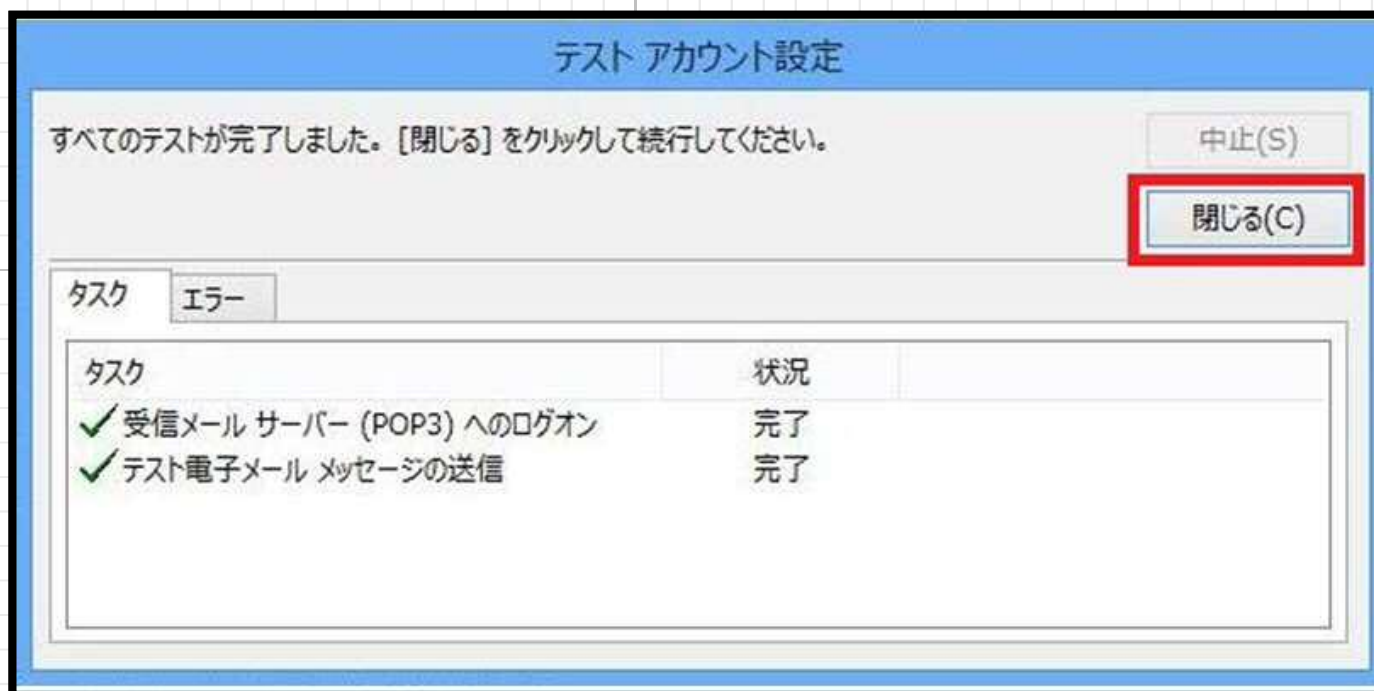 テスト アカウント設定
すべてのテストが完了しました。[閉じる] をクリックして続行してください。
中止(S)
閉じる(C)
タスク エラー
タスク 状況
受信メール サーバー (POP3) へのログオン 完了
テスト電子メール メッセージの送信 完了